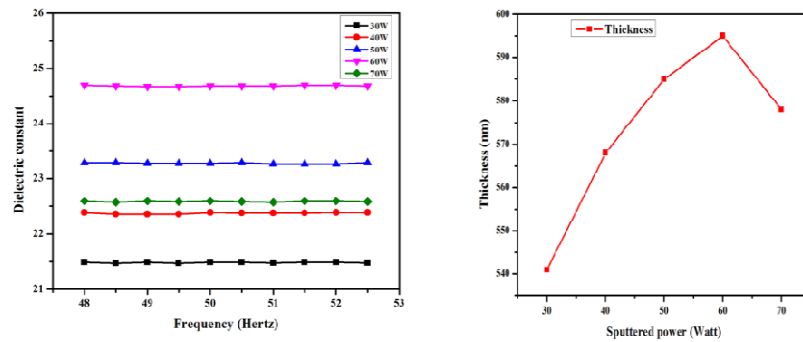 30W
40W
50W
60W
70W
26
25
24
23
22
21
Dielectric constant
48
49
50
51
52
53
Frequency (Hertz)
Thickness
600
590
580
570
560
550
540
Thickness (nm)
30
40
50
60
70
Sputtered power (Watt)